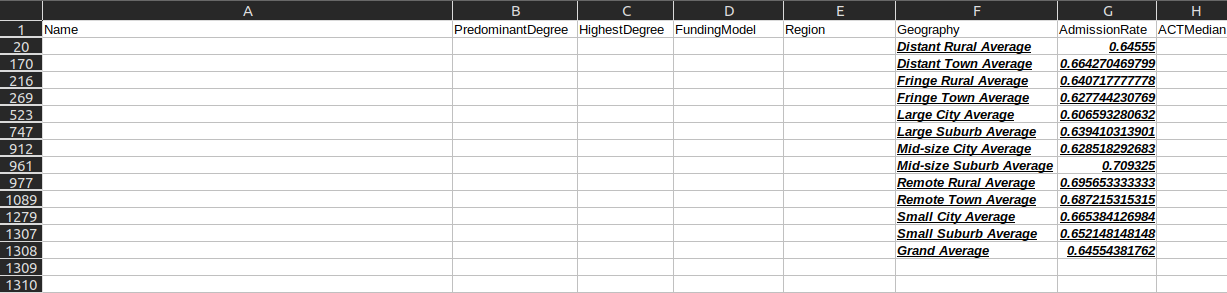 A B C D E F G H
1 Name PredominantDegree HighestDegree FundingModel Region Geography AdmissionRate ACTMedian
20 Distant Rural Average 0.64555
170 Distant Town Average 0.664270469799
216 Fringe Rural Average 0.640717777778
269 Fringe Town Average 0.627744230769
523 Large City Average 0.606593280632
747 Large Suburb Average 0.639410313901
912 Mid-size City Average 0.628518292683
961 Mid-size Suburb Average 0.709325
977 Remote Rural Average 0.695653333333
1089 Remote Town Average 0.687215315315
1279 Small City Average 0.665384126984
1307 Small Suburb Average 0.652148148148
1308 Grand Average 0.64554381762
1309
1310